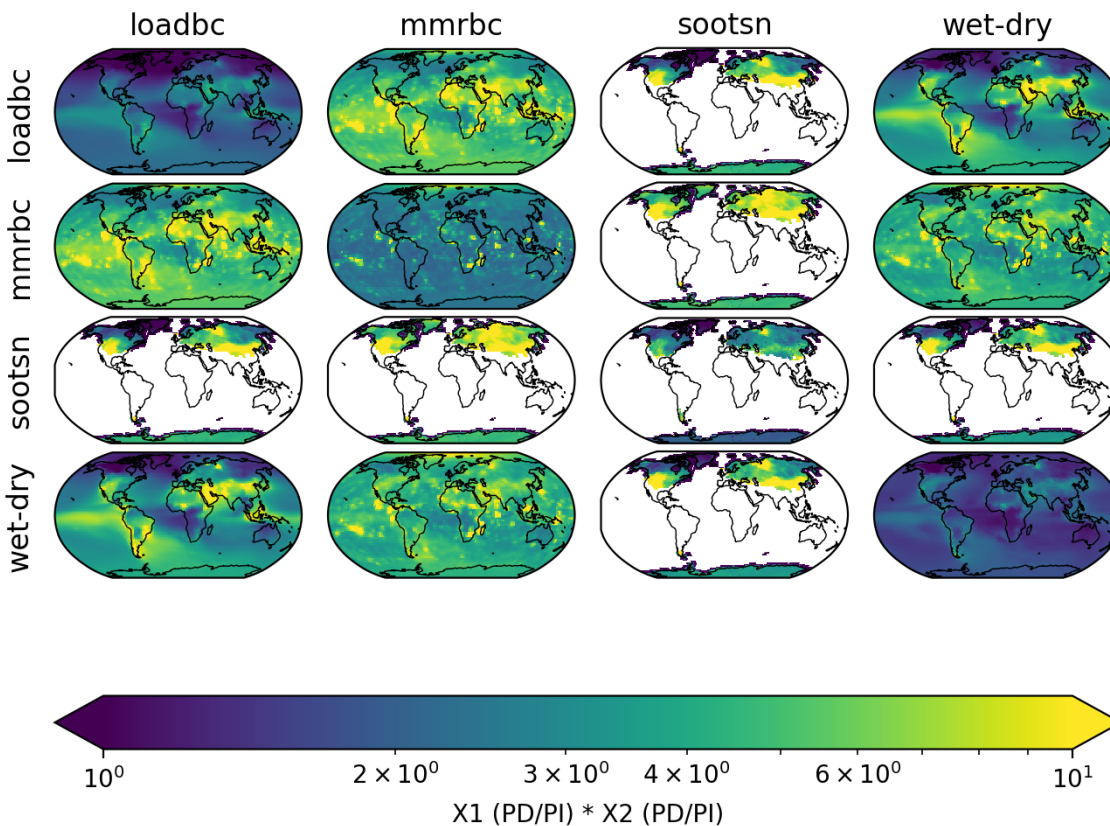 loadbc mmrbc sootsn wet-dry
loadbc
mmrbc
sootsn
wet-dry
10⁰ 2 × 10⁰ 3 × 10⁰ 4 × 10⁰ 6 × 10⁰ 10¹
X1 (PD/PI) * X2 (PD/PI)